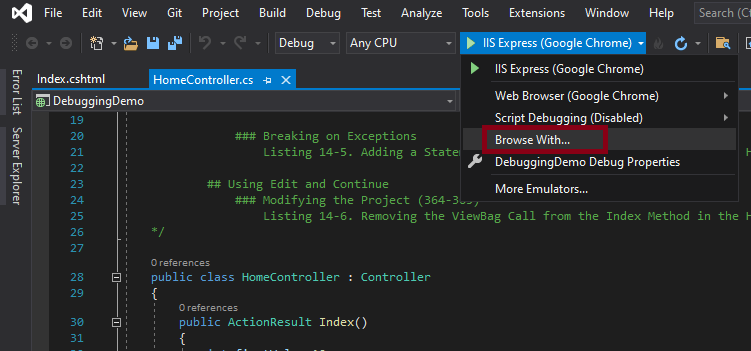 File Edit View Git Project Build Debug Test Analyze Tools Extensions Window Help Search (Ct
Debug Any CPU IIS Express (Google Chrome)
Index.cshtml HomeController.cs
IIS Express (Google Chrome)
Web Browser (Google Chrome)
Script Debugging (Disabled)
Browse With...
DebuggingDemo Debug Properties
More Emulators...
Error List
Server Explorer
DebuggingDemo
19
20 ### Breaking on Exceptions
21 Listing 14-5. Adding a Statem
22
23 ## Using Edit and Continue
24 ### Modifying the Project (364-365)
25 Listing 14-6. Removing the ViewBag Call from the Index Method in the H
26 */
27
0 references
28 public class HomeController : Controller
29 {
0 references
30 public ActionResult Index()
31 {